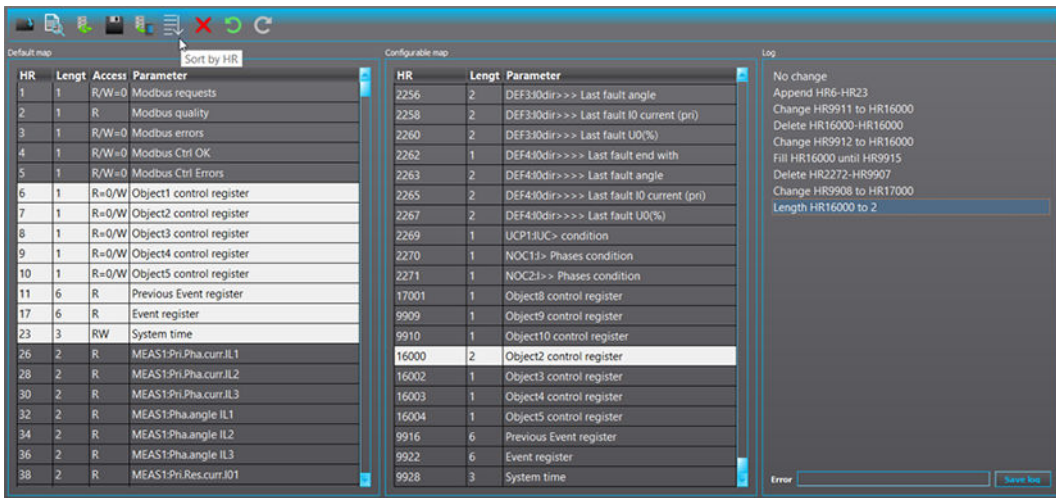 Sort by HR
Default map
HR Lengt Access Parameter
1 1 R/W=0 Modbus requests
2 1 R Modbus quality
3 1 R/W=0 Modbus errors
4 1 R/W=0 Modbus Ctrl OK
5 1 R/W=0 Modbus Ctrl Errors
6 1 R=0/W Object1 control register
7 1 R=0/W Object2 control register
8 1 R=0/W Object3 control register
9 1 R=0/W Object4 control register
10 1 R=0/W Object5 control register
11 6 R Previous Event register
17 6 R Event register
23 3 RW System time
26 2 R MEAS1:Pri.Pha.curr.IL1
28 2 R MEAS1:Pri.Pha.curr.IL2
30 2 R MEAS1:Pri.Pha.curr.IL3
32 2 R MEAS1:Pha.angle IL1
34 2 R MEAS1:Pha.angle IL2
36 2 R MEAS1:Pha.angle IL3
38 2 R MEAS1:Pri.Res.curr.I01
Configurable map
HR Lengt Parameter
2256 2 DEF3:I0dir>>> Last fault angle
2258 2 DEF3:I0dir>>> Last fault I0 current (pri)
2260 2 DEF3:I0dir>>> Last fault U0(%)
2262 1 DEF4:I0dir>>>> Last fault end with
2263 2 DEF4:I0dir>>>> Last fault angle
2265 2 DEF4:I0dir>>>> Last fault I0 current (pri)
2267 2 DEF4:I0dir>>>> Last fault U0(%)
2269 1 UCP1:IUC> condition
2270 1 NOC1:I> Phases condition
2271 1 NOC2:I>> Phases condition
17001 1 Object8 control register
9909 1 Object9 control register
9910 1 Object10 control register
16000 2 Object2 control register
16002 1 Object3 control register
16003 1 Object4 control register
16004 1 Object5 control register
9916 6 Previous Event register
9922 6 Event register
9928 3 System time
Log
No change
Append HR6-HR23
Change HR9911 to HR16000
Delete HR16000-HR16000
Change HR9912 to HR16000
Fill HR16000 until HR9915
Delete HR2272-HR9907
Change HR9908 to HR17000
Length HR16000 to 2
Error
Save log